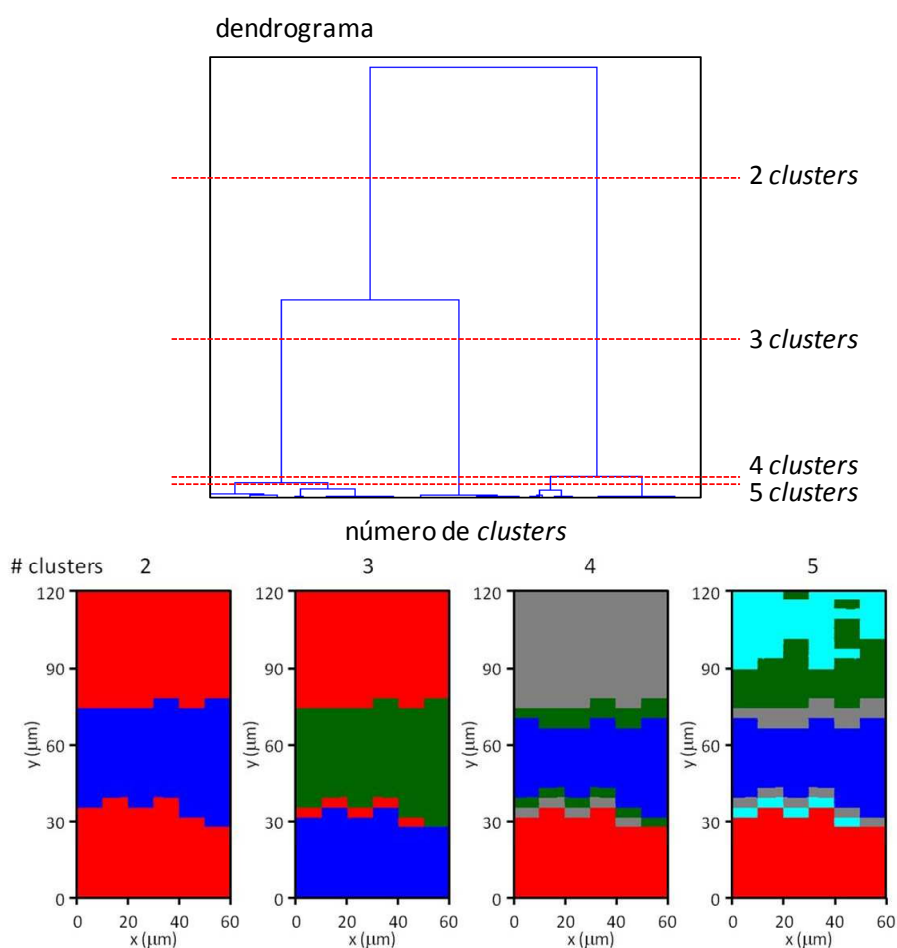 dendrograma
2 clusters
3 clusters
4 clusters
5 clusters
número de clusters
# clusters 2 3 4 5
120 120 120 120
90 90 90 90
y (μm) y (μm) y (μm) y (μm)
60 60 60 60
30 30 30 30
0 0 0 0
0 20 40 60 0 20 40 60 0 20 40 60 0 20 40 60
x (μm) x (μm) x (μm) x (μm)